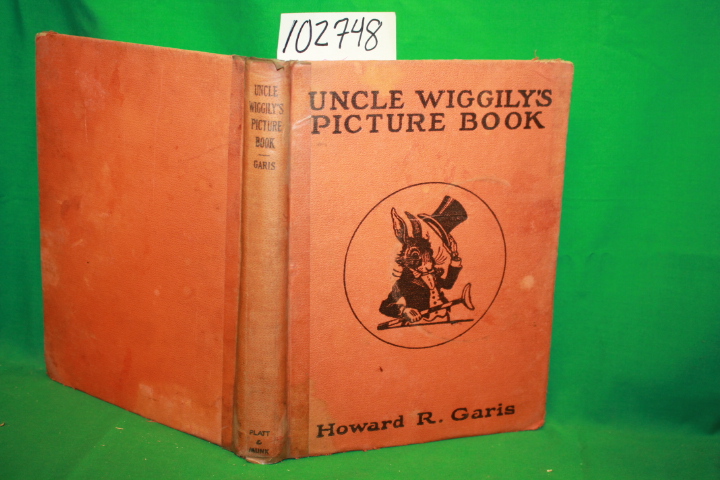 102748
UNCLE
WIGGILY'S
PICTURE
BOOK
GARIS
PLATT
&
MUNK
UNCLE WIGGILY'S
PICTURE BOOK
Howard R. Garis